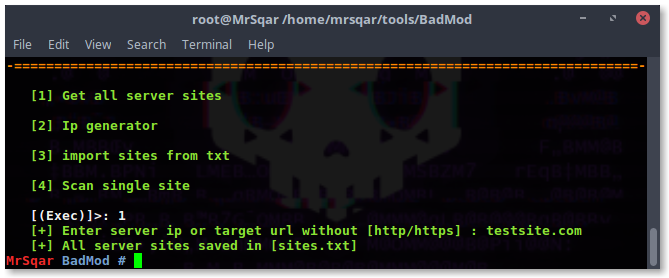 root@MrSqar /home/mrsqar/tools/BadMod
File Edit View Search Terminal Help
-==============================================================================-
[1] Get all server sites
[2] Ip generator
[3] import sites from txt
[4] Scan single site
[(Exec)]>: 1
[+] Enter server ip or target url without [http/https] : testsite.com
[+] All server sites saved in [sites.txt]
MrSqar BadMod #